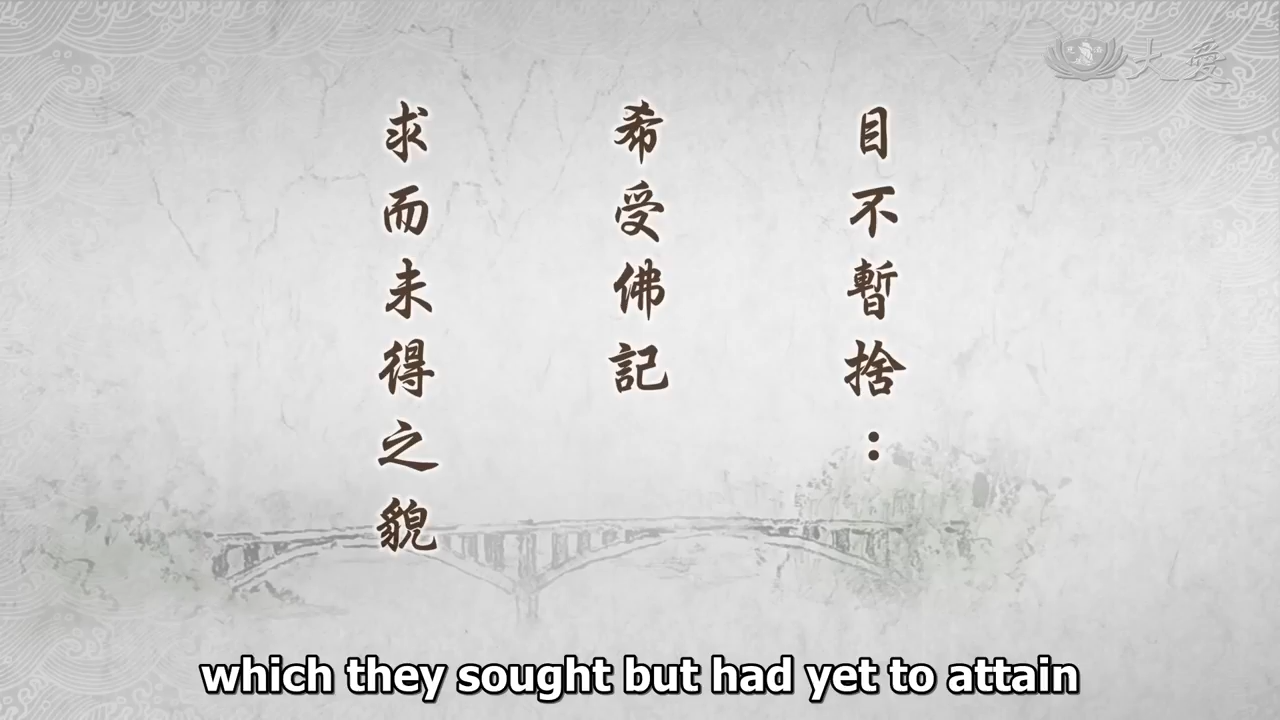 目不暫捨：
希受佛記
求而未得之貌
大愛
which they sought but had yet to attain